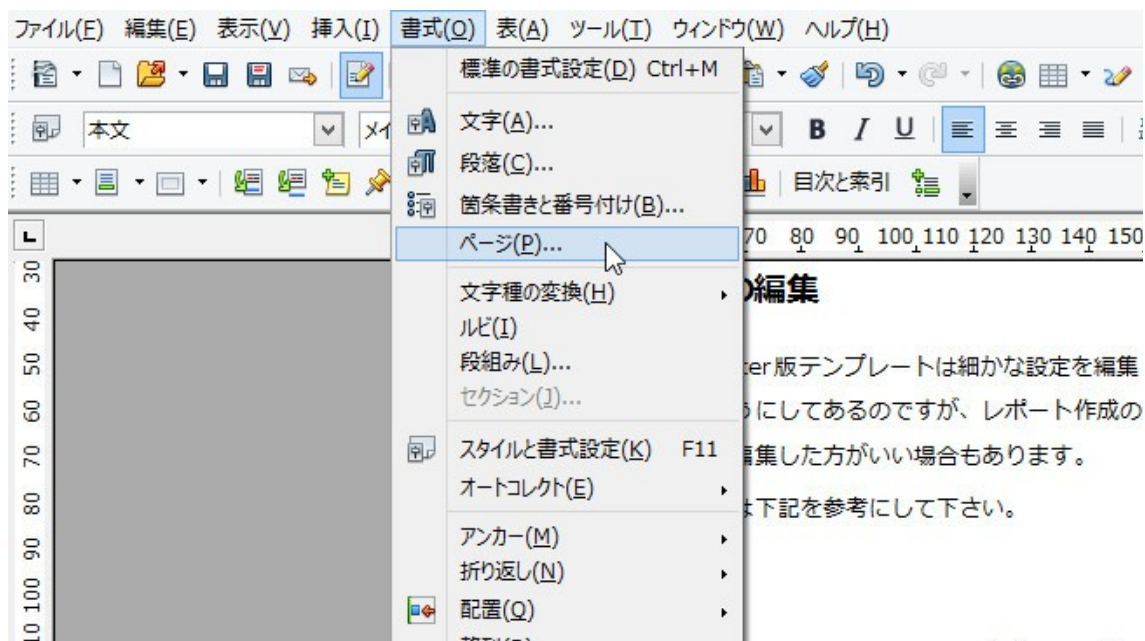 ファイル(F) 編集(E) 表示(V) 挿入(I) 書式(O) 表(A) ツール(T) ウィンドウ(W) ヘルプ(H)
標準の書式設定(D) Ctrl+M
本文
文字(A)...
B I U
段落(C)...
目次と索引
箇条書きと番号付け(B)...
ページ(P)...
70 80 90 100 110 120 130 140 150
文字種の変換(H)
の編集
ルビ(I)
段組み(L)...
ter版テンプレートは細かな設定を編集
セクション(J)...
うにしてあるのですが、レポート作成の
スタイルと書式設定(K) F11
編集した方がいい場合もあります。
オートコレクト(E)
は下記を参考にして下さい。
アンカー(M)
折り返し(N)
配置(Q)
30
40
50
60
70
80
90
100